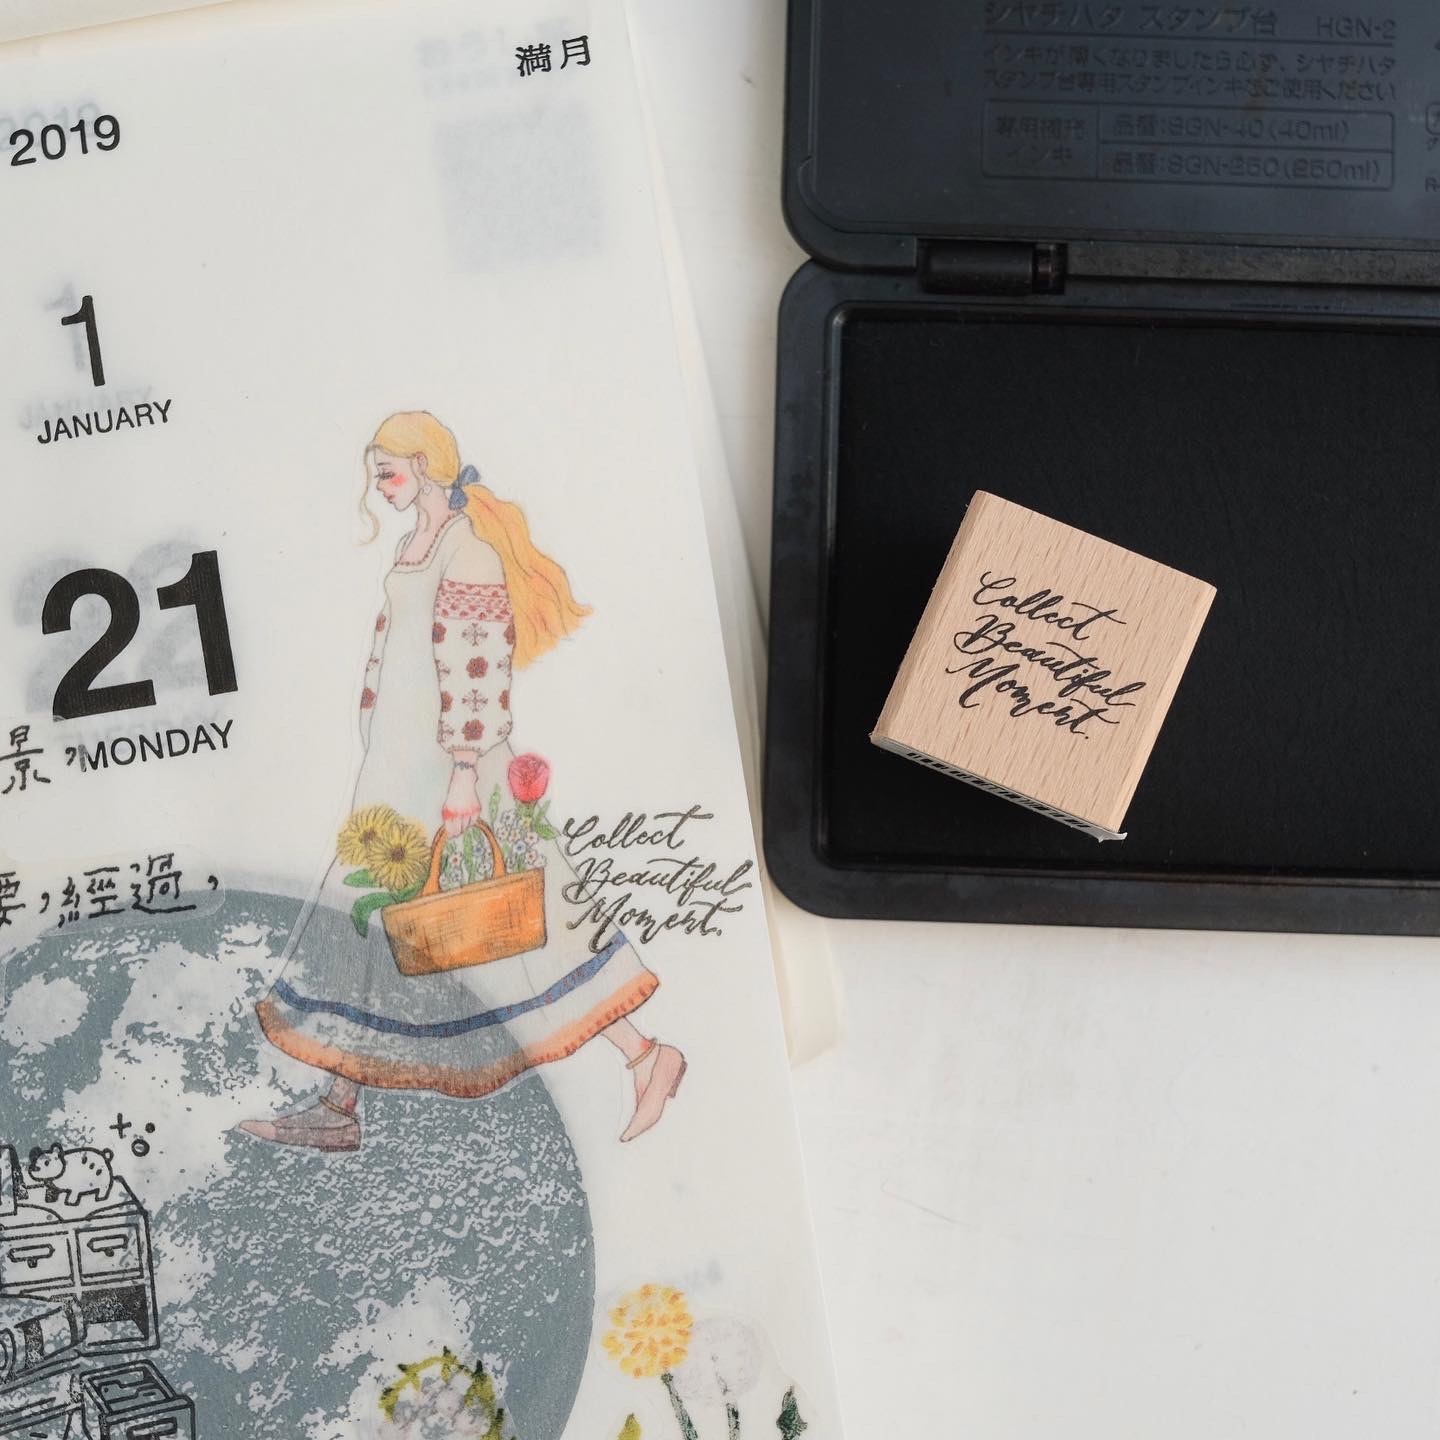 満月
2019
1
JANUARY
21
MONDAY
景，
要，經過，
Collect
Beautiful
Moment.
シヤチハタ スタンプ台 HGN-2
インキが薄くなりましたら必ず、シヤチハタ
スタンプ台専用スタンプインキをご使用ください
専用補充
インキ
品番:SGN-40(40ml)
品番:SGN-250(250ml)
Collect
Beautiful
Moment.